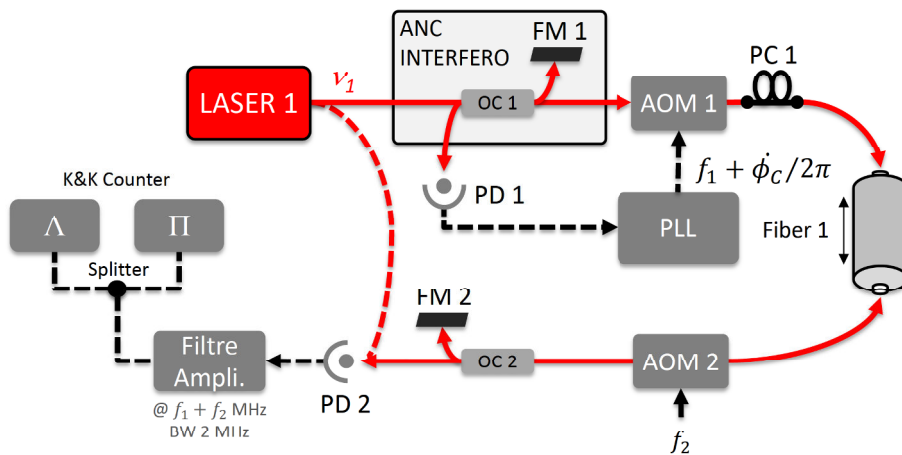 ANC
INTERFERO
FM 1
PC 1
ν₁
LASER 1
OC 1
AOM 1
K&K Counter
PD 1
f₁ + ϕ̇_C/2π
Λ
Π
PLL
Fiber 1
Splitter
FM 2
Filtre
Ampli.
OC 2
AOM 2
PD 2
@ f₁ + f₂ MHz
BW 2 MHz
f₂